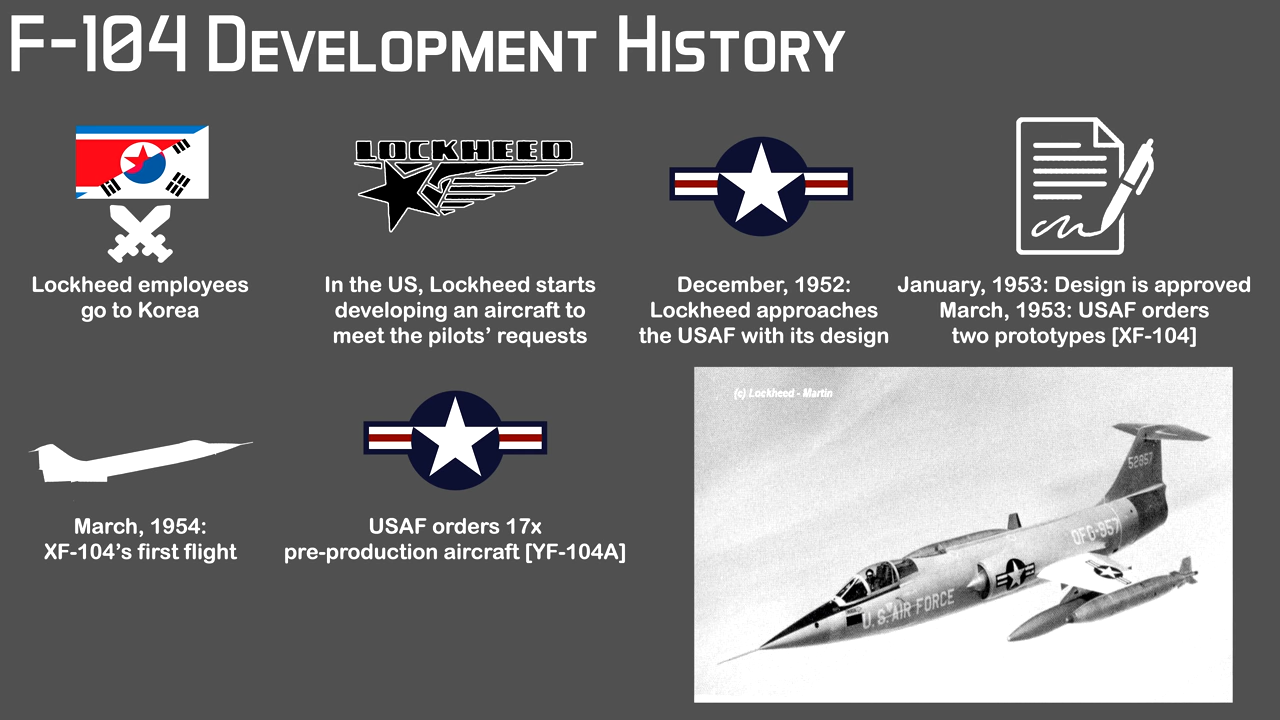 F-104 Development History
LOCKHEED
Lockheed employees
go to Korea
In the US, Lockheed starts
developing an aircraft to
meet the pilots’ requests
December, 1952:
Lockheed approaches
the USAF with its design
January, 1953: Design is approved
March, 1953: USAF orders
two prototypes [XF-104]
March, 1954:
XF-104’s first flight
USAF orders 17x
pre-production aircraft [YF-104A]
(c) Lockheed - Martin
52957
OFG-957
U.S. AIR FORCE